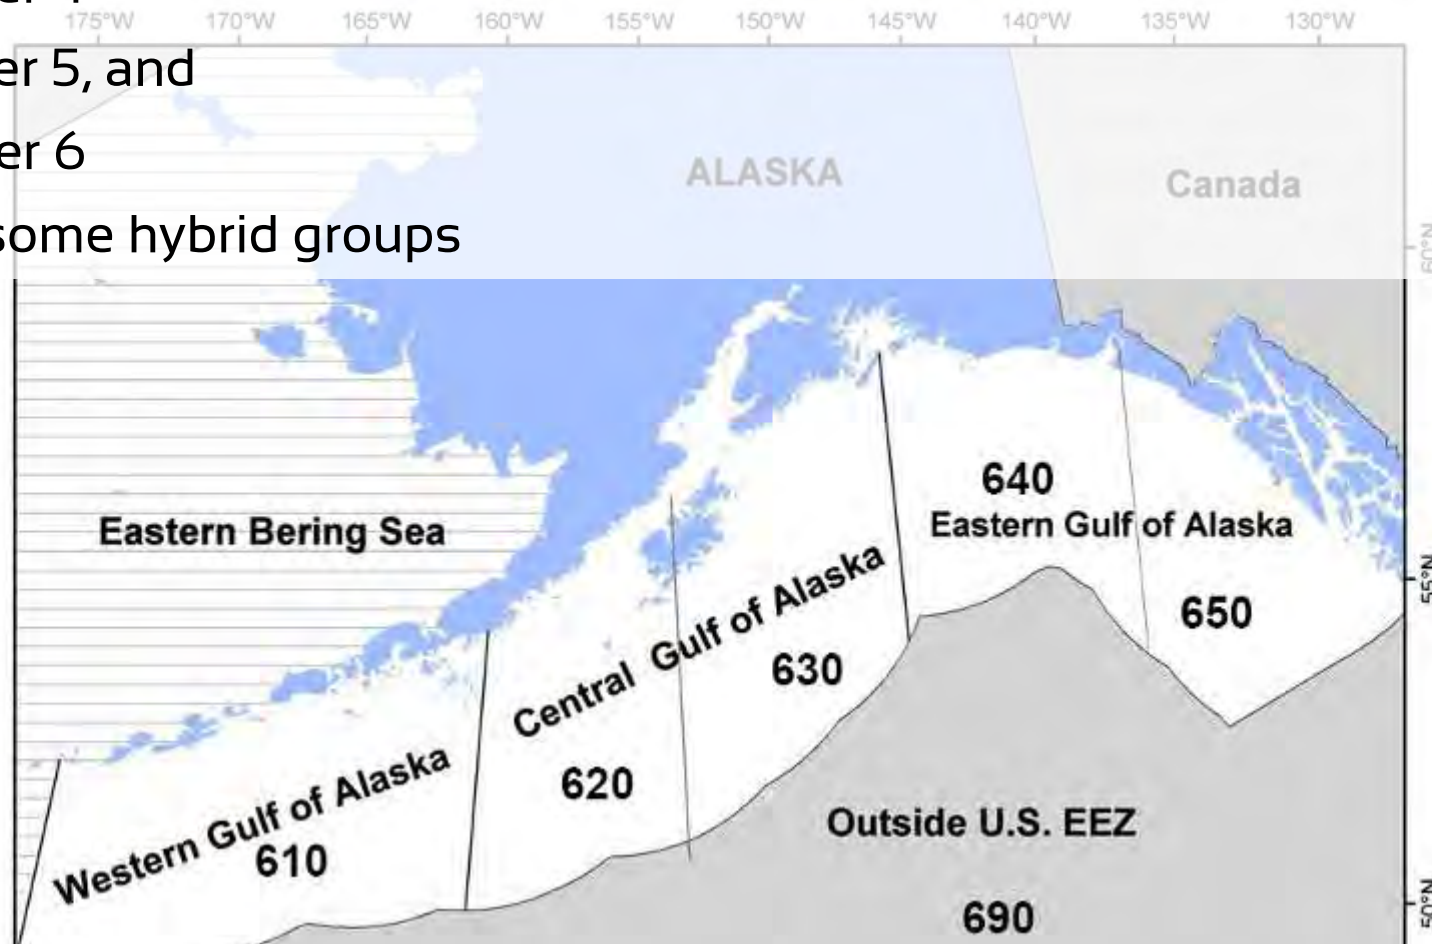 175°W 170°W 165°W 160°W 155°W 150°W 145°W 140°W 135°W 130°W
er 5, and
er 6
some hybrid groups
ALASKA
Canada
60°N
640
Eastern Gulf of Alaska
Eastern Bering Sea
55°N
650
Central Gulf of Alaska
630
620
Western Gulf of Alaska
610
Outside U.S. EEZ
50°N
690